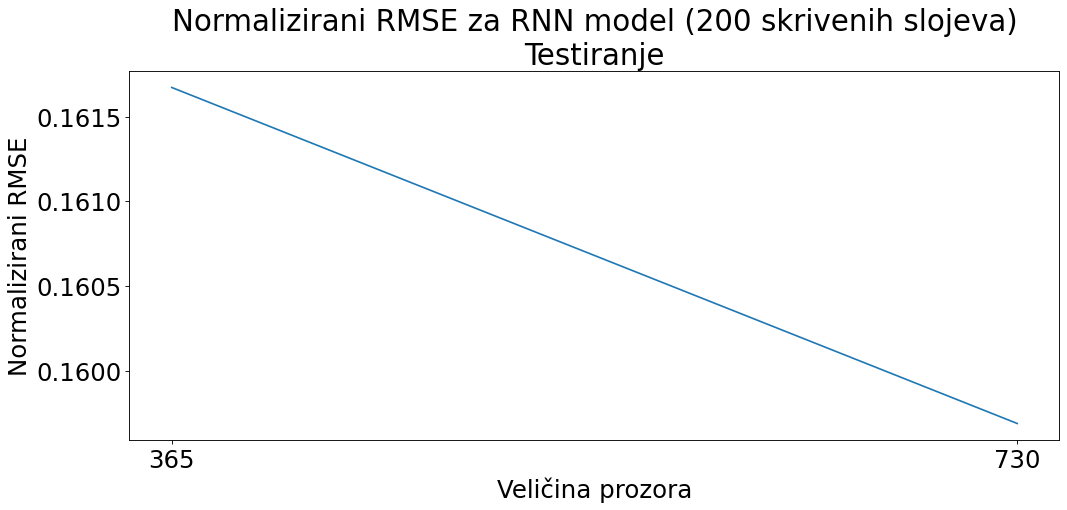 Normalizirani RMSE za RNN model (200 skrivenih slojeva)
Testiranje
Normalizirani RMSE
0.1615
0.1610
0.1605
0.1600
365
730
Veličina prozora